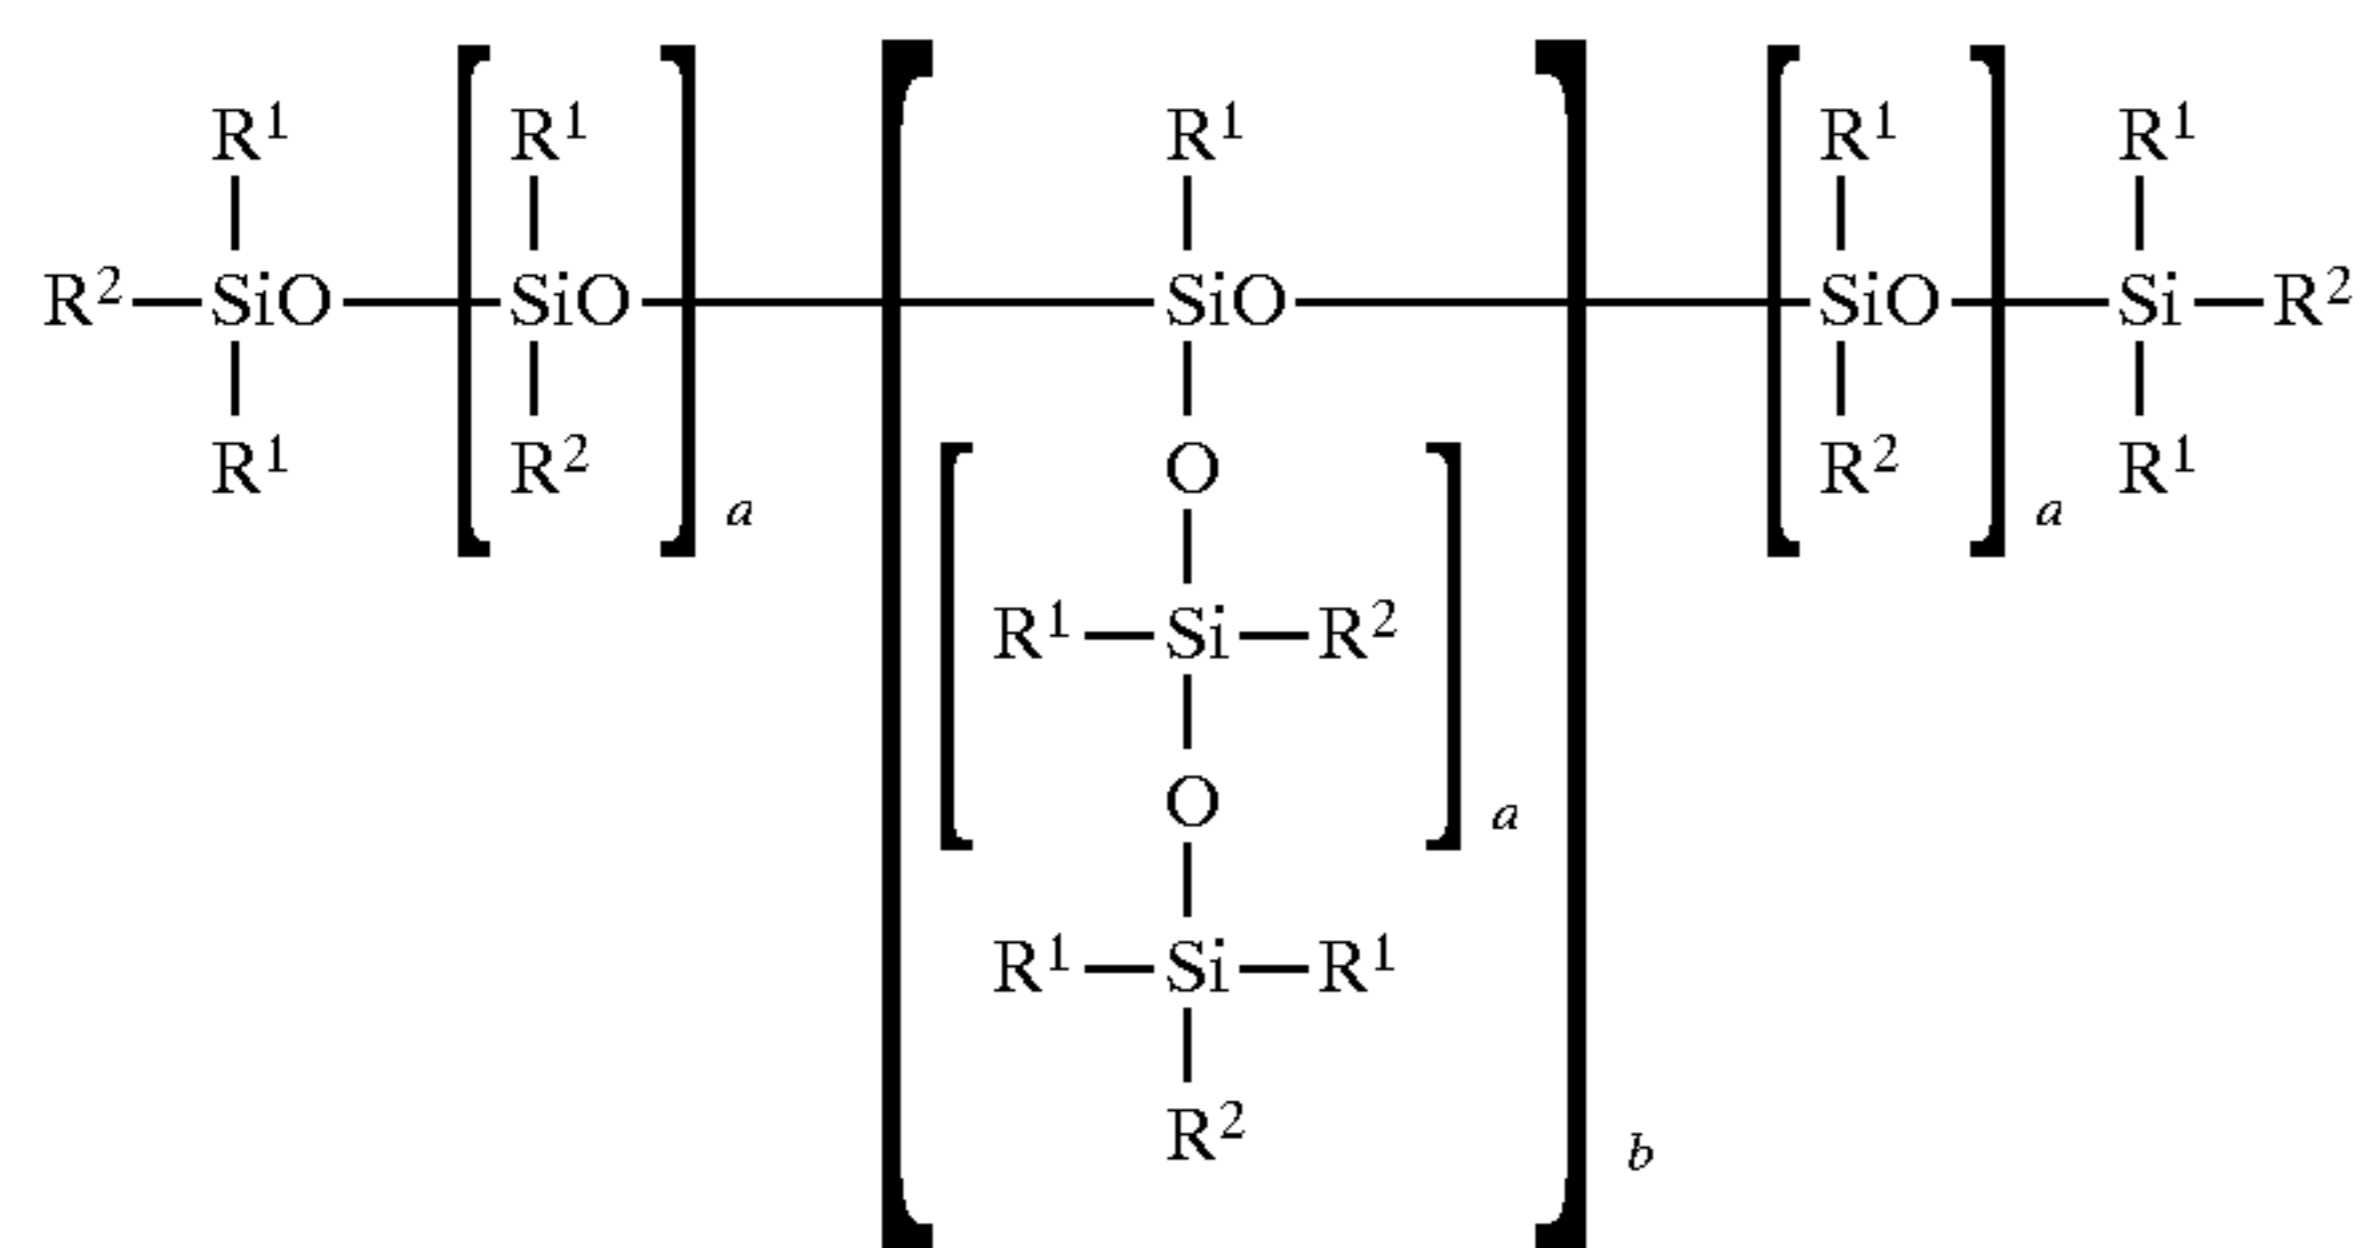 R¹ R¹ R¹ R¹ R¹
R²—SiO—[SiO]—[SiO]—[SiO]—Si—R²
R¹ R² O R² R¹
a a
R¹—Si—R²
O
a
R¹—Si—R¹
R²
b